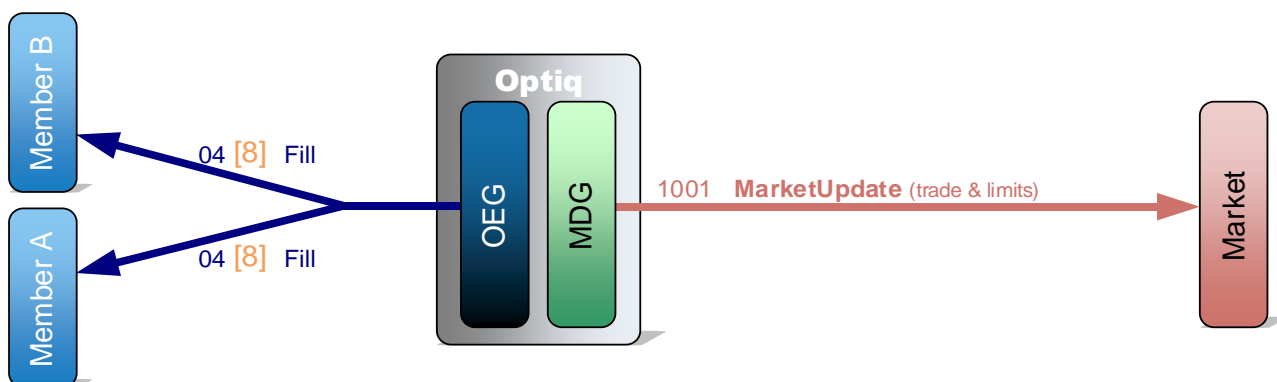 Member B
Optiq
04 [8] Fill
OEG
MDG
1001 MarketUpdate (trade & limits)
Market
Member A
04 [8] Fill